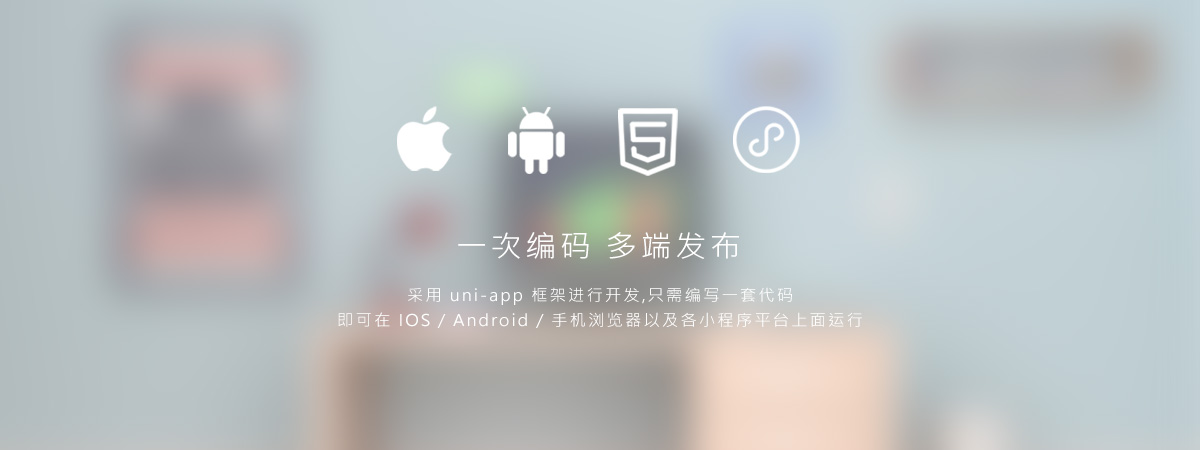 一次编码 多端发布
采用 uni-app 框架进行开发,只需编写一套代码
即可在 IOS / Android / 手机浏览器以及各小程序平台上面运行